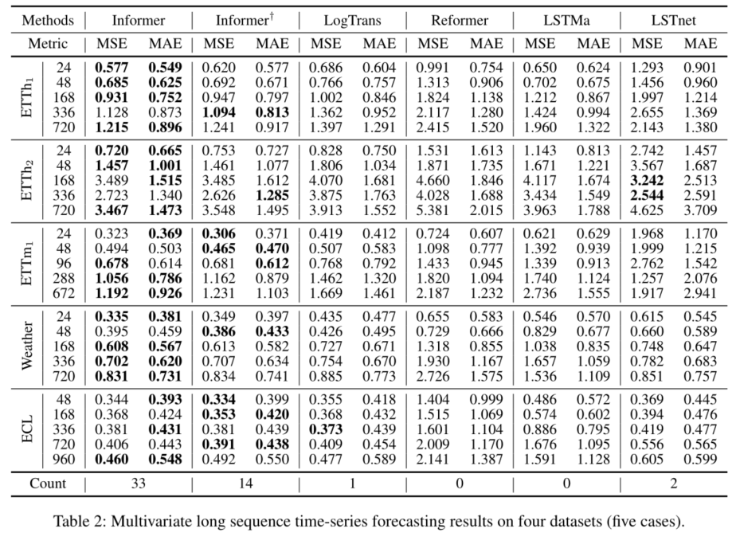 Methods Informer Informer† LogTrans Reformer LSTMa LSTnet
Metric MSE MAE MSE MAE MSE MAE MSE MAE MSE MAE MSE MAE
ETTh₁
24 0.577 0.549 0.620 0.577 0.686 0.604 0.991 0.754 0.650 0.624 1.293 0.901
48 0.685 0.625 0.692 0.671 0.766 0.757 1.313 0.906 0.702 0.675 1.456 0.960
168 0.931 0.752 0.947 0.797 1.002 0.846 1.824 1.138 1.212 0.867 1.997 1.214
336 1.128 0.873 1.094 0.813 1.362 0.952 2.117 1.280 1.424 0.994 2.655 1.369
720 1.215 0.896 1.241 0.917 1.397 1.291 2.415 1.520 1.960 1.322 2.143 1.380
ETTh₂
24 0.720 0.665 0.753 0.727 0.828 0.750 1.531 1.613 1.143 0.813 2.742 1.457
48 1.457 1.001 1.461 1.077 1.806 1.034 1.871 1.735 1.671 1.221 3.567 1.687
168 3.489 1.515 3.485 1.612 4.070 1.681 4.660 1.846 4.117 1.674 3.242 2.513
336 2.723 1.340 2.626 1.285 3.875 1.763 4.028 1.688 3.434 1.549 2.544 2.591
720 3.467 1.473 3.548 1.495 3.913 1.552 5.381 2.015 3.963 1.788 4.625 3.709
ETTm₁
24 0.323 0.369 0.306 0.371 0.419 0.412 0.724 0.607 0.621 0.629 1.968 1.170
48 0.494 0.503 0.465 0.470 0.507 0.583 1.098 0.777 1.392 0.939 1.999 1.215
96 0.678 0.614 0.681 0.612 0.768 0.792 1.433 0.945 1.339 0.913 2.762 1.542
288 1.056 0.786 1.162 0.879 1.462 1.320 1.820 1.094 1.740 1.124 1.257 2.076
672 1.192 0.926 1.231 1.103 1.669 1.461 2.187 1.232 2.736 1.555 1.917 2.941
Weather
24 0.335 0.381 0.349 0.397 0.435 0.477 0.655 0.583 0.546 0.570 0.615 0.545
48 0.395 0.459 0.386 0.433 0.426 0.495 0.729 0.666 0.829 0.677 0.660 0.589
168 0.608 0.567 0.613 0.582 0.727 0.671 1.318 0.855 1.038 0.835 0.748 0.647
336 0.702 0.620 0.707 0.634 0.754 0.670 1.930 1.167 1.657 1.059 0.782 0.683
720 0.831 0.731 0.834 0.741 0.885 0.773 2.726 1.575 1.536 1.109 0.851 0.757
ECL
48 0.344 0.393 0.334 0.399 0.355 0.418 1.404 0.999 0.486 0.572 0.369 0.445
168 0.368 0.424 0.353 0.420 0.368 0.432 1.515 1.069 0.574 0.602 0.394 0.476
336 0.381 0.431 0.381 0.439 0.373 0.439 1.601 1.104 0.886 0.795 0.419 0.477
720 0.406 0.443 0.391 0.438 0.409 0.454 2.009 1.170 1.676 1.095 0.556 0.565
960 0.460 0.548 0.492 0.550 0.477 0.589 2.141 1.387 1.591 1.128 0.605 0.599
Count 33 14 1 0 0 2
Table 2: Multivariate long sequence time-series forecasting results on four datasets (five cases).